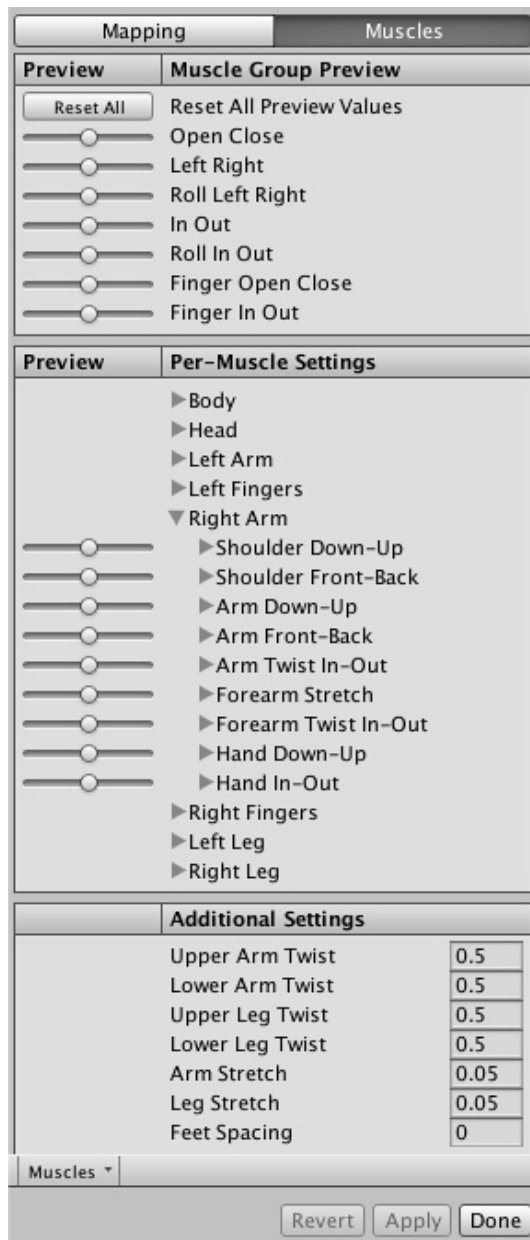 Mapping Muscles
Preview Muscle Group Preview
Reset All Reset All Preview Values
Open Close
Left Right
Roll Left Right
In Out
Roll In Out
Finger Open Close
Finger In Out
Preview Per-Muscle Settings
Body
Head
Left Arm
Left Fingers
Right Arm
Shoulder Down-Up
Shoulder Front-Back
Arm Down-Up
Arm Front-Back
Arm Twist In-Out
Forearm Stretch
Forearm Twist In-Out
Hand Down-Up
Hand In-Out
Right Fingers
Left Leg
Right Leg
Additional Settings
Upper Arm Twist 0.5
Lower Arm Twist 0.5
Upper Leg Twist 0.5
Lower Leg Twist 0.5
Arm Stretch 0.05
Leg Stretch 0.05
Feet Spacing 0
Muscles
Revert Apply Done